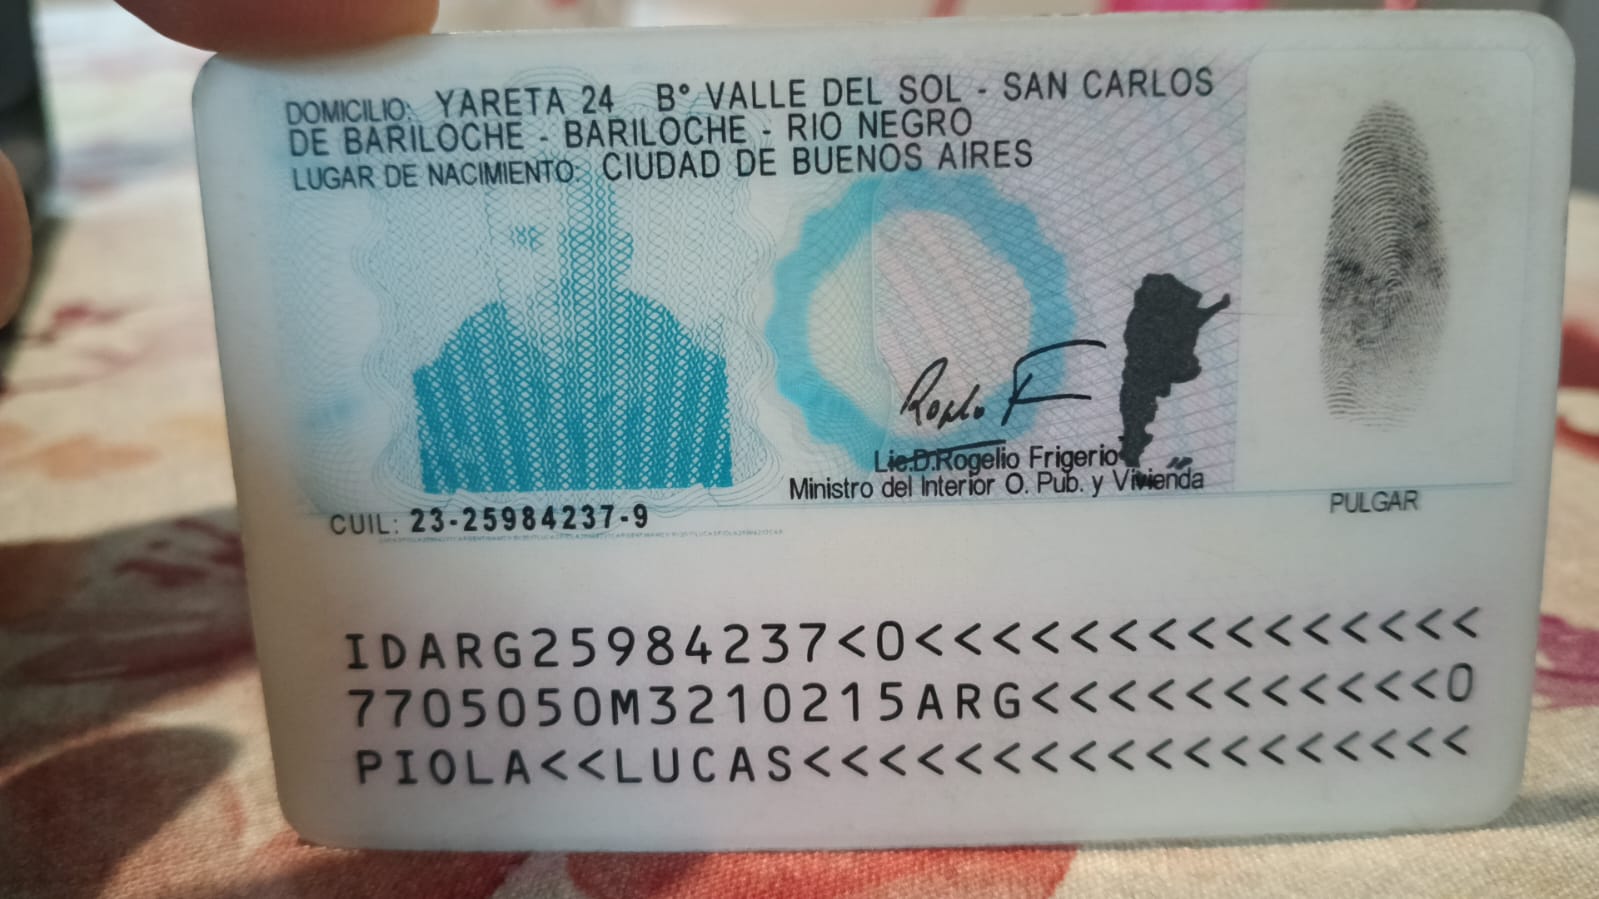 DOMICILIO: YARETA 24 B° VALLE DEL SOL - SAN CARLOS
DE BARILOCHE - BARILOCHE - RIO NEGRO
LUGAR DE NACIMIENTO: CIUDAD DE BUENOS AIRES
Lic.D.Rogelio Frigerio
Ministro del Interior O. Pub. y Vivienda
PULGAR
CUIL: 23-25984237-9
IDARG25984237<0<<<<<<<<<<<<<<<
7705050M3210215ARG<<<<<<<<<<<0
PIOLA<<LUCAS<<<<<<<<<<<<<<<<<<